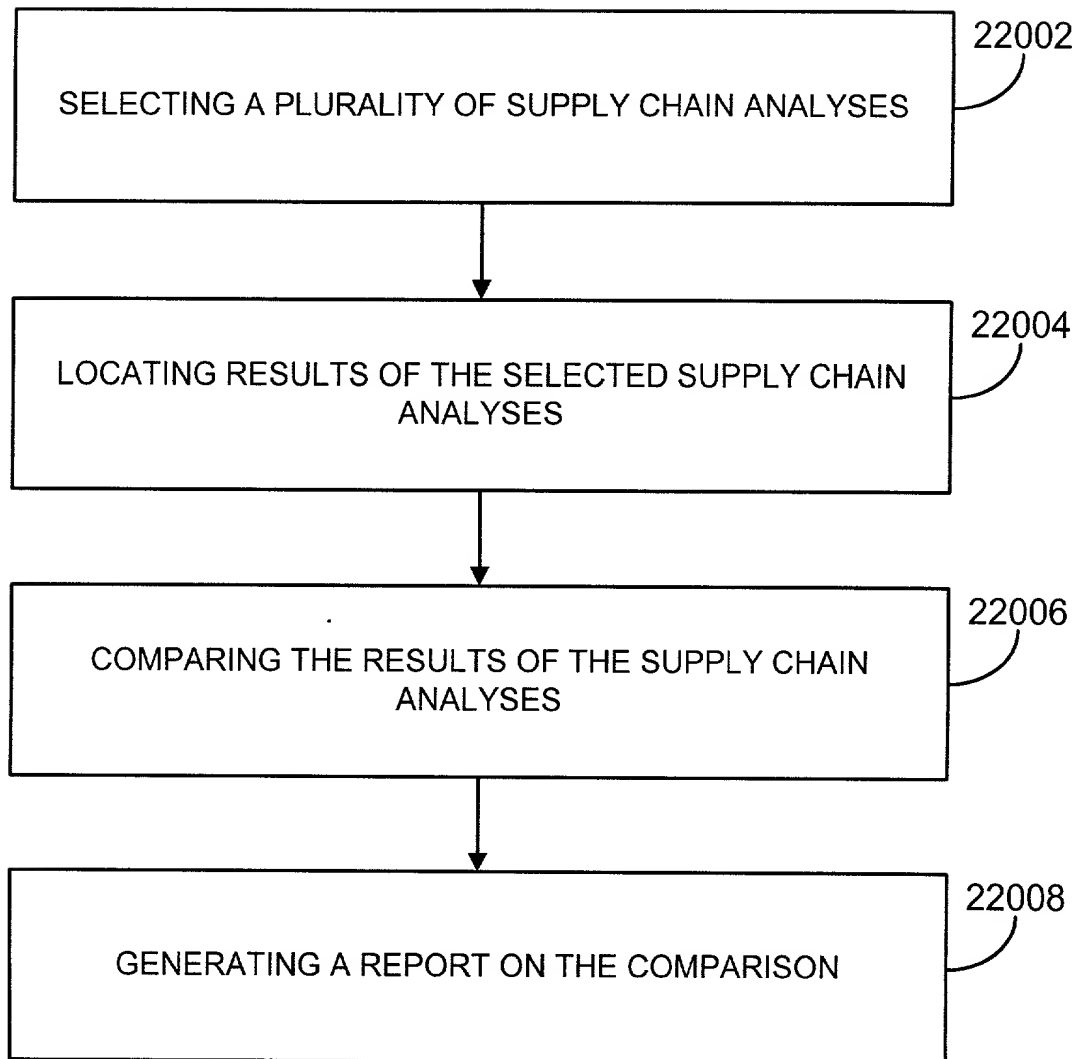 22002
SELECTING A PLURALITY OF SUPPLY CHAIN ANALYSES
22004
LOCATING RESULTS OF THE SELECTED SUPPLY CHAIN
ANALYSES
22006
COMPARING THE RESULTS OF THE SUPPLY CHAIN
ANALYSES
22008
GENERATING A REPORT ON THE COMPARISON